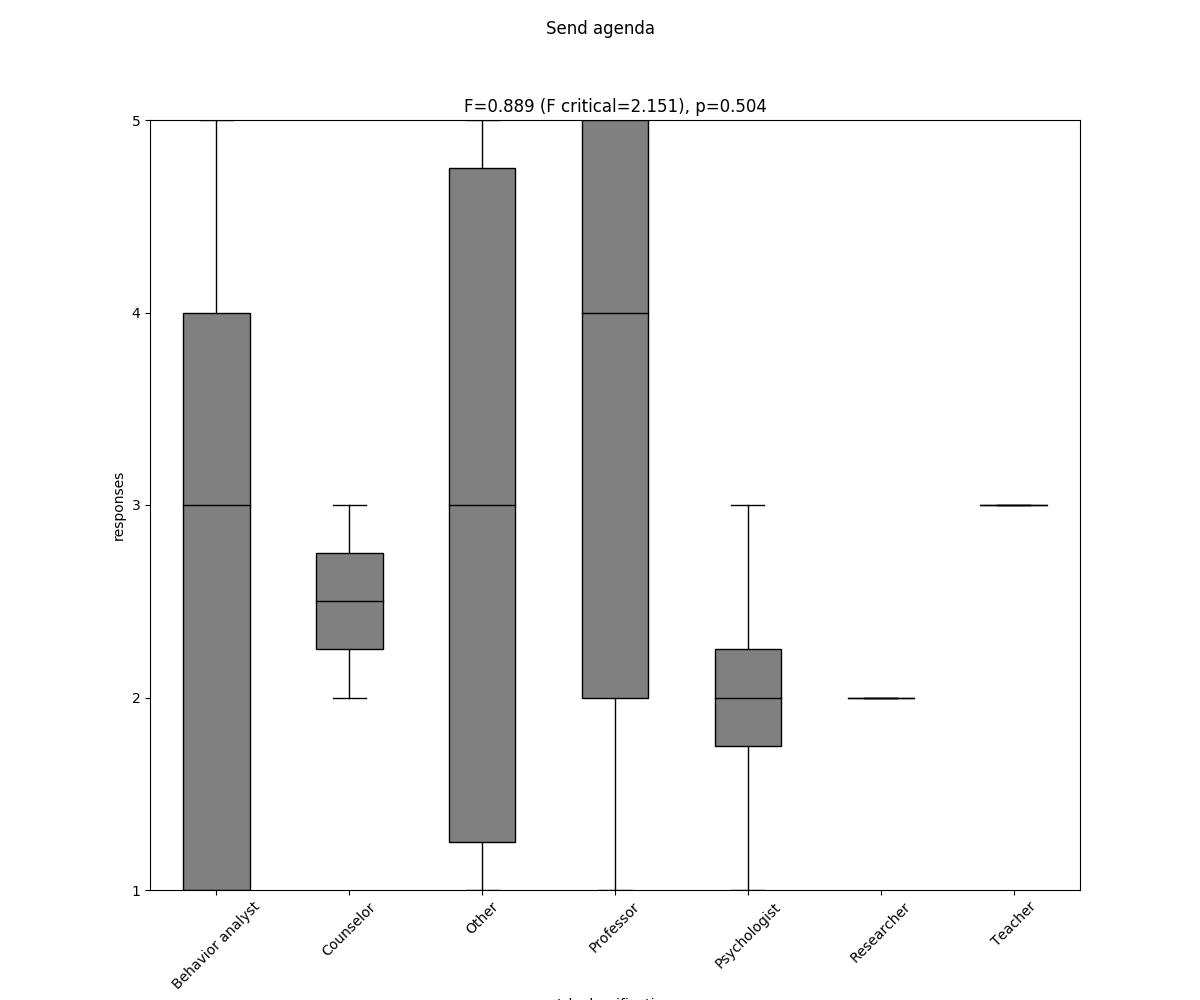 Send agenda
F=0.889 (F critical=2.151), p=0.504
5
4
3
2
1
responses
Behavior analyst
Counselor
Other
Professor
Psychologist
Researcher
Teacher